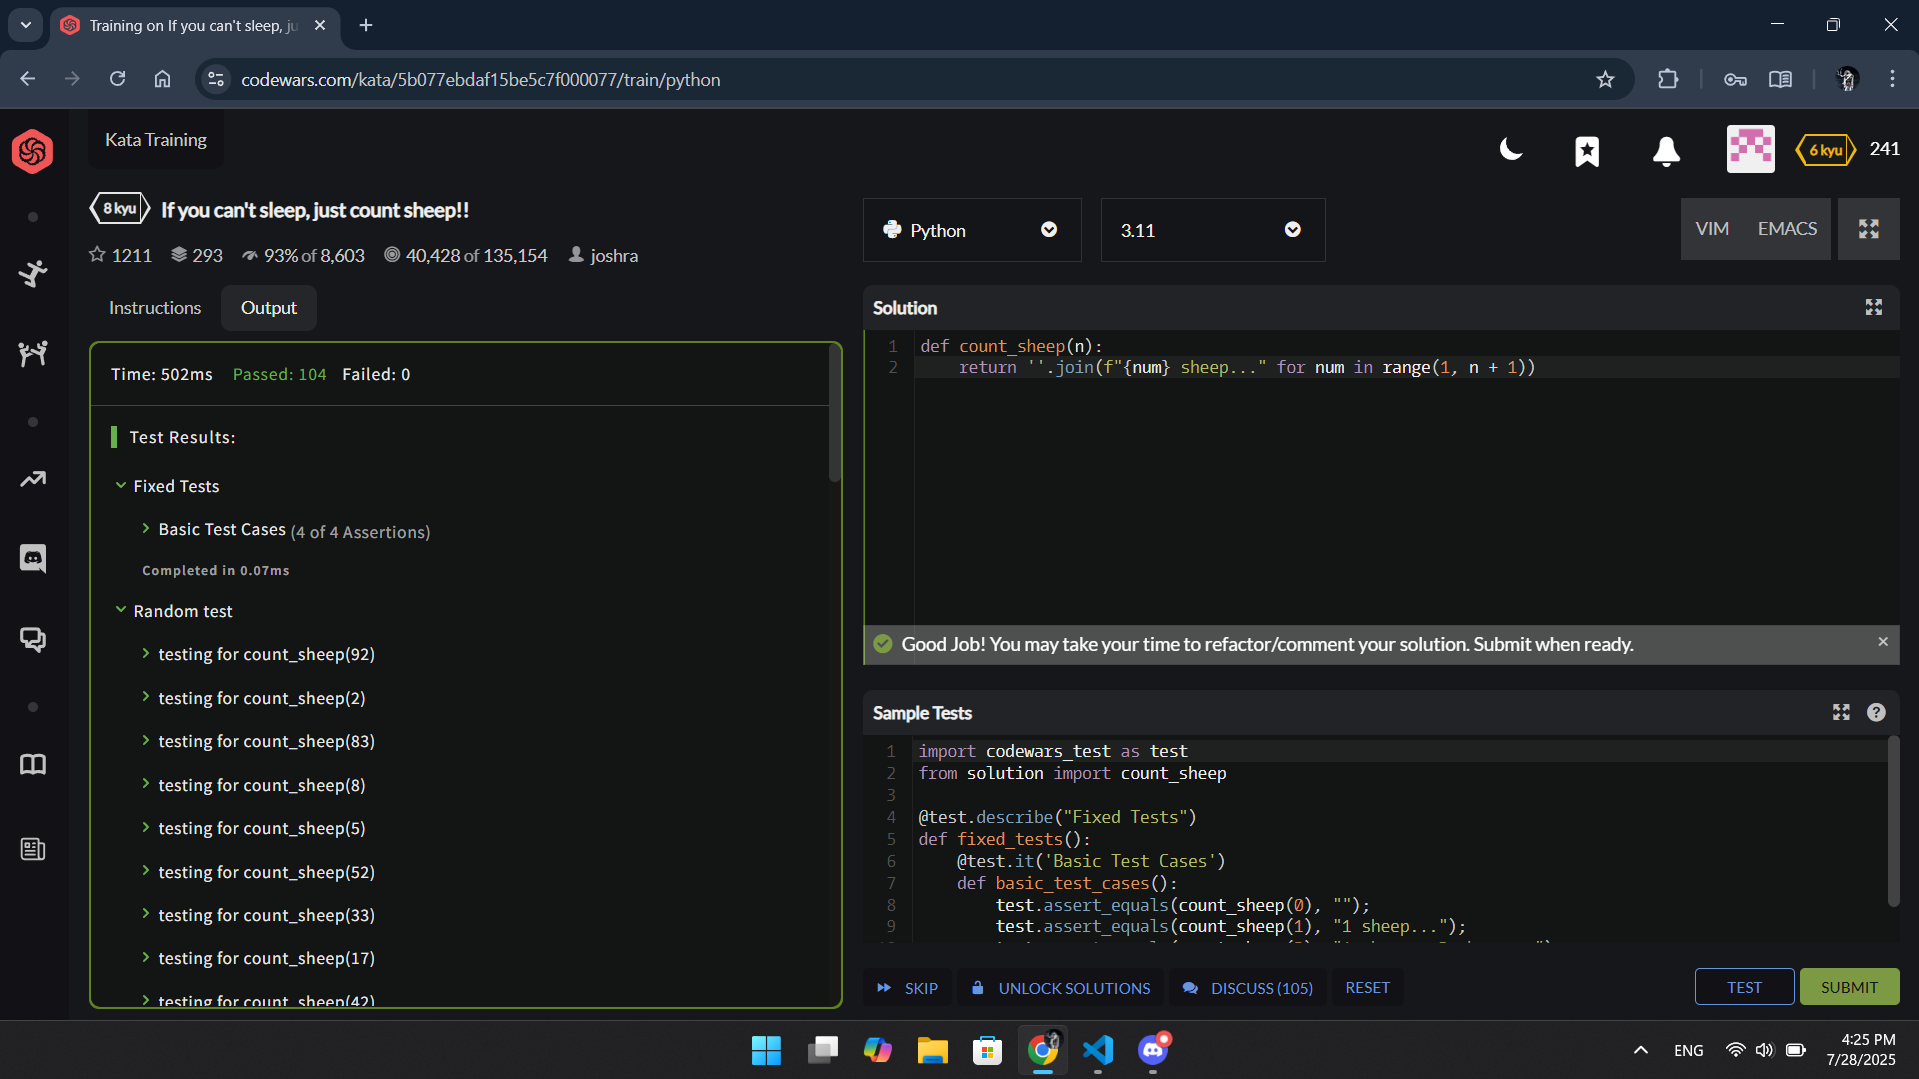 Training on If you can't sleep, ju
codewars.com/kata/5b077ebdaf15be5c7f000077/train/python
Kata Training
6 kyu 241
8 kyu If you can't sleep, just count sheep!!
1211 293 93% of 8,603 40,428 of 135,154 joshra
Python
3.11
VIM EMACS
Instructions Output
Time: 502ms Passed: 104 Failed: 0
Test Results:
Fixed Tests
Basic Test Cases (4 of 4 Assertions)
Completed in 0.07ms
Random test
testing for count_sheep(92)
testing for count_sheep(2)
testing for count_sheep(83)
testing for count_sheep(8)
testing for count_sheep(5)
testing for count_sheep(52)
testing for count_sheep(33)
testing for count_sheep(17)
testing for count_sheep(42)
Solution
1 def count_sheep(n):
2 return ''.join(f"{num} sheep..." for num in range(1, n + 1))
Good Job! You may take your time to refactor/comment your solution. Submit when ready.
Sample Tests
1 import codewars_test as test
2 from solution import count_sheep
3
4 @test.describe("Fixed Tests")
5 def fixed_tests():
6 @test.it('Basic Test Cases')
7 def basic_test_cases():
8 test.assert_equals(count_sheep(0), "");
9 test.assert_equals(count_sheep(1), "1 sheep...");
SKIP UNLOCK SOLUTIONS DISCUSS (105) RESET
TEST SUBMIT
ENG
4:25 PM
7/28/2025